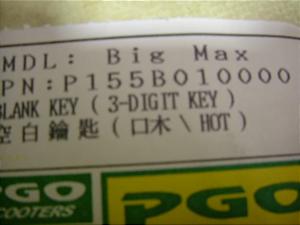 MDL: Big Max
PN:P155B010000
BLANK KEY ( 3-DIGIT KEY )
空白鑰匙 ( 口木 \ HOT )
PGO
SCOOTERS
PGO